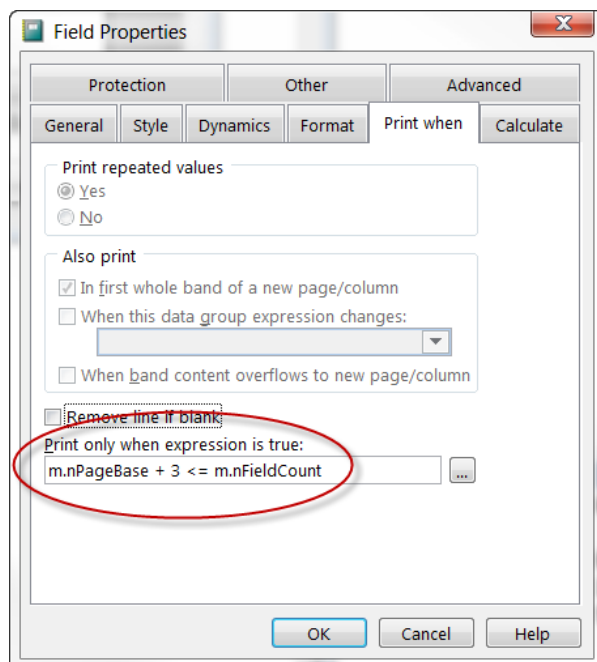 Field Properties
Protection Other Advanced
General Style Dynamics Format Print when Calculate
Print repeated values
Yes
No
Also print
In first whole band of a new page/column
When this data group expression changes:
When band content overflows to new page/column
Remove line if blank
Print only when expression is true:
m.nPageBase + 3 <= m.nFieldCount
...
OK Cancel Help